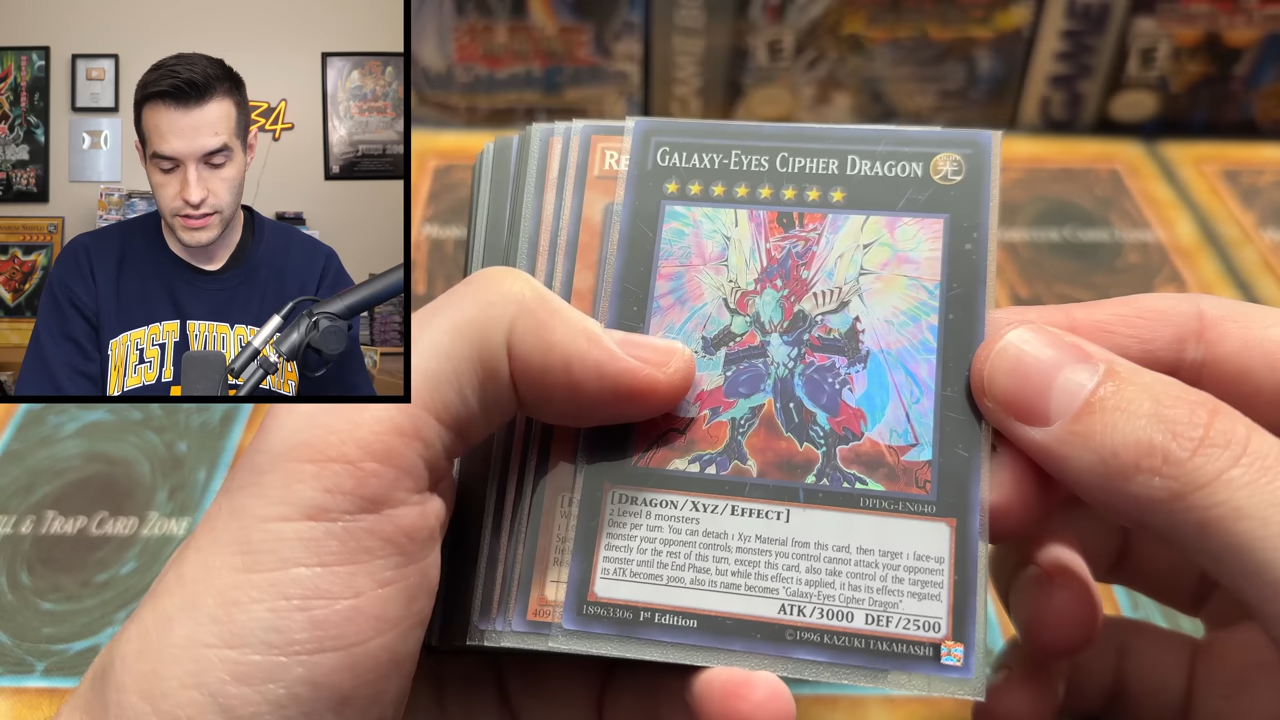 34
WEST VIRGINIA
GAME
E
GALAXY-EYES CIPHER DRAGON
光
RE
DPDG-EN040
[DRAGON/XYZ/EFFECT]
2 Level 8 monsters
Once per turn: You can detach 1 Xyz Material from this card, then target 1 face-up
monster your opponent controls; monsters you control cannot attack your opponent
directly for the rest of this turn, except this card, also take control of the targeted
monster until the End Phase, but while this effect is applied, it has its effects negated,
its ATK becomes 3000, also its name becomes "Galaxy-Eyes Cipher Dragon".
ATK/3000 DEF/2500
18963306 1st Edition
©1996 KAZUKI TAKAHASHI
409
LL & TRAP CARD ZONE